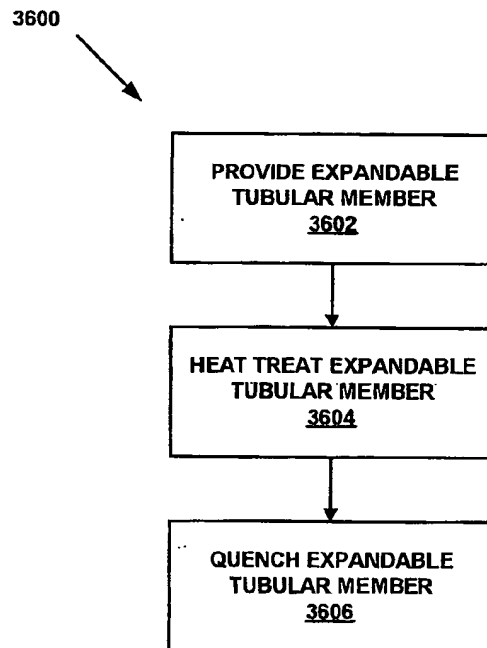 3600
PROVIDE EXPANDABLE
TUBULAR MEMBER
3602
HEAT TREAT EXPANDABLE
TUBULAR MEMBER
3604
QUENCH EXPANDABLE
TUBULAR MEMBER
3606